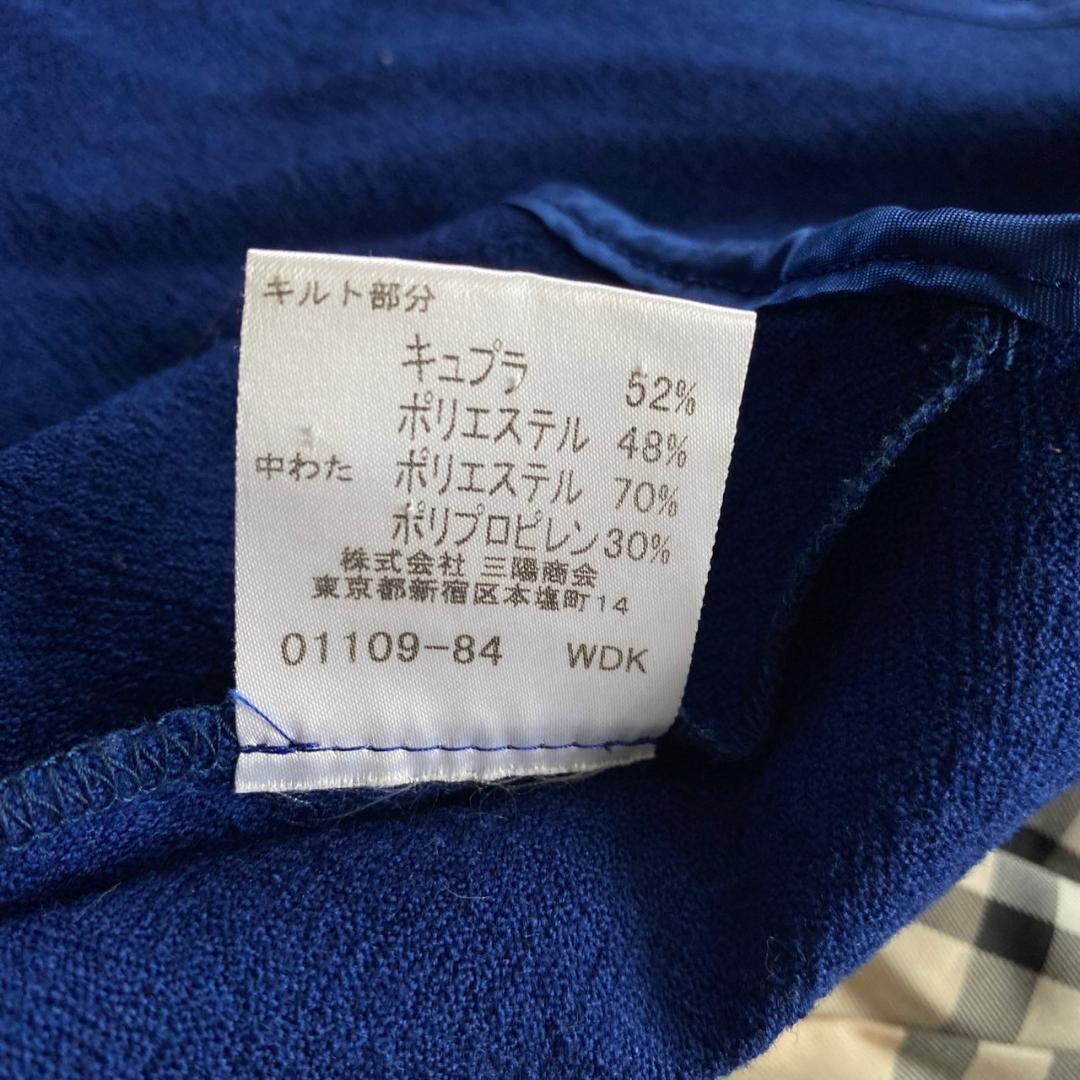 キルト部分
キュプラ 52%
ポリエステル 48%
中わた ポリエステル 70%
ポリプロピレン30%
株式会社 三陽商会
東京都新宿区本塩町14
01109-84 WDK